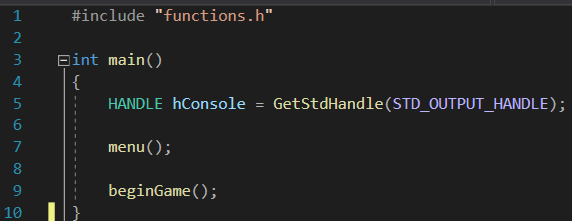 1 #include "functions.h"
2
3 int main()
4 {
5 HANDLE hConsole = GetStdHandle(STD_OUTPUT_HANDLE);
6
7 menu();
8
9 beginGame();
10 }